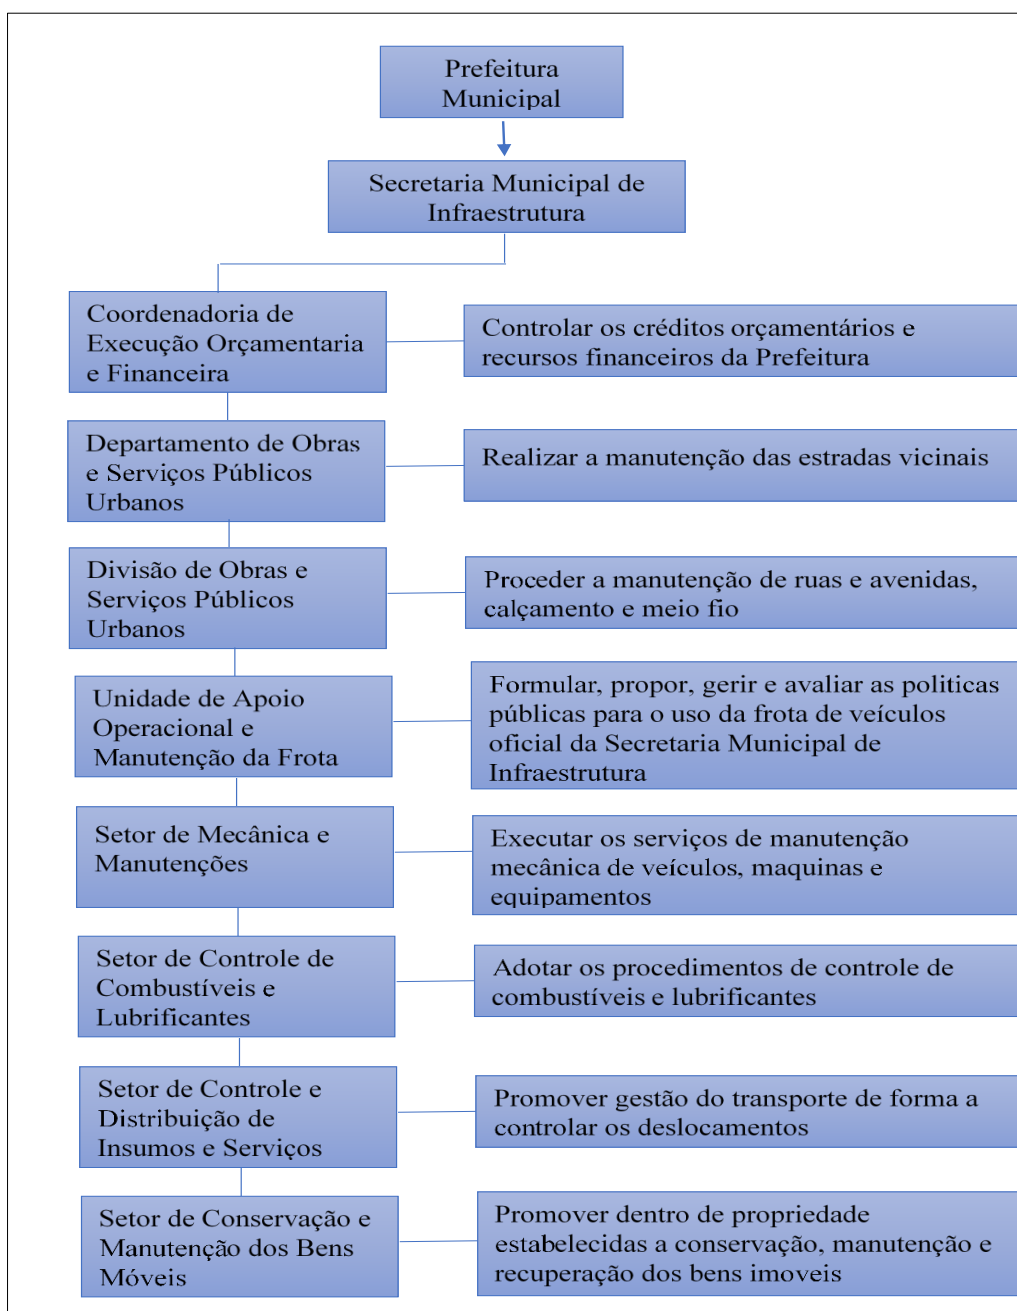 Prefeitura
Municipal
Secretaria Municipal de
Infraestrutura
Coordenadoria de
Execução Orçamentaria
e Financeira
Controlar os créditos orçamentários e
recursos financeiros da Prefeitura
Departamento de Obras
e Serviços Públicos
Urbanos
Realizar a manutenção das estradas vicinais
Divisão de Obras e
Serviços Públicos
Urbanos
Proceder a manutenção de ruas e avenidas,
calçamento e meio fio
Unidade de Apoio
Operacional e
Manutenção da Frota
Formular, propor, gerir e avaliar as politicas
públicas para o uso da frota de veículos
oficial da Secretaria Municipal de
Infraestrutura
Setor de Mecânica e
Manutenções
Executar os serviços de manutenção
mecânica de veículos, maquinas e
equipamentos
Setor de Controle de
Combustíveis e
Lubrificantes
Adotar os procedimentos de controle de
combustíveis e lubrificantes
Setor de Controle e
Distribuição de
Insumos e Serviços
Promover gestão do transporte de forma a
controlar os deslocamentos
Setor de Conservação e
Manutenção dos Bens
Móveis
Promover dentro de propriedade
estabelecidas a conservação, manutenção e
recuperação dos bens imoveis